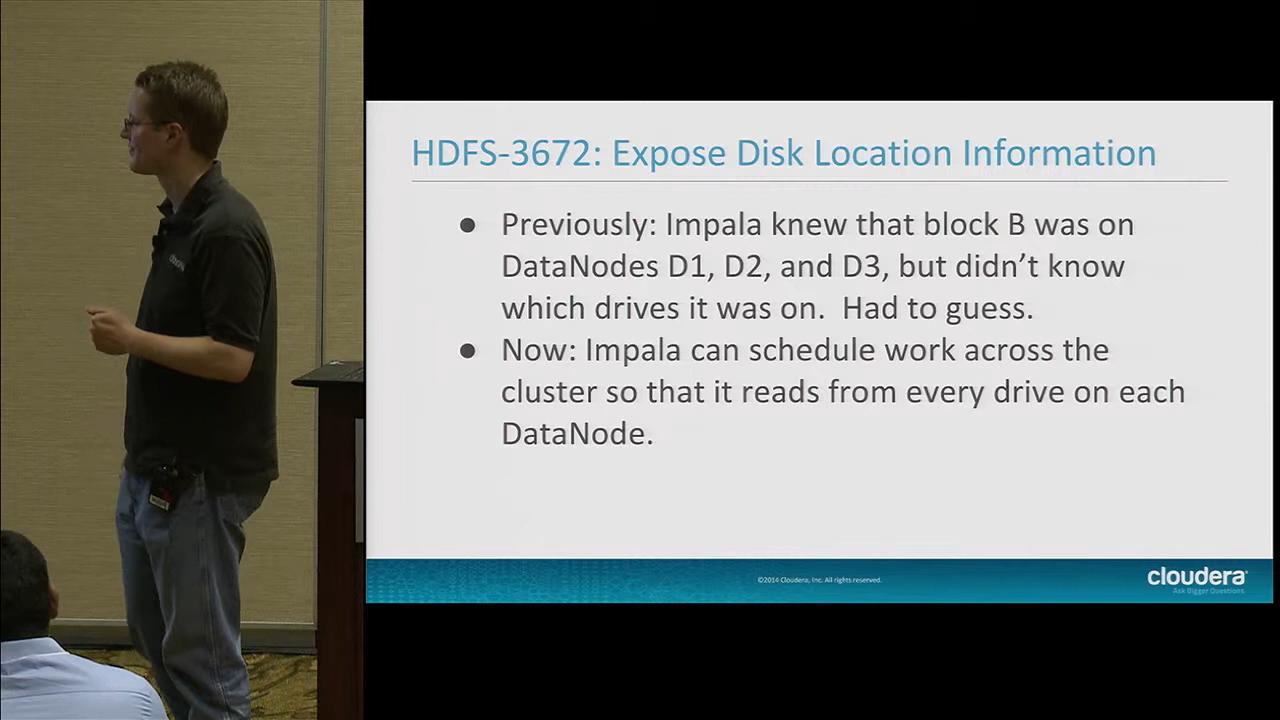 HDFS-3672: Expose Disk Location Information
● Previously: Impala knew that block B was on
DataNodes D1, D2, and D3, but didn’t know
which drives it was on.  Had to guess.
● Now: Impala can schedule work across the
cluster so that it reads from every drive on each
DataNode.
©2014 Cloudera, Inc. All rights reserved.
cloudera
Ask Bigger Questions